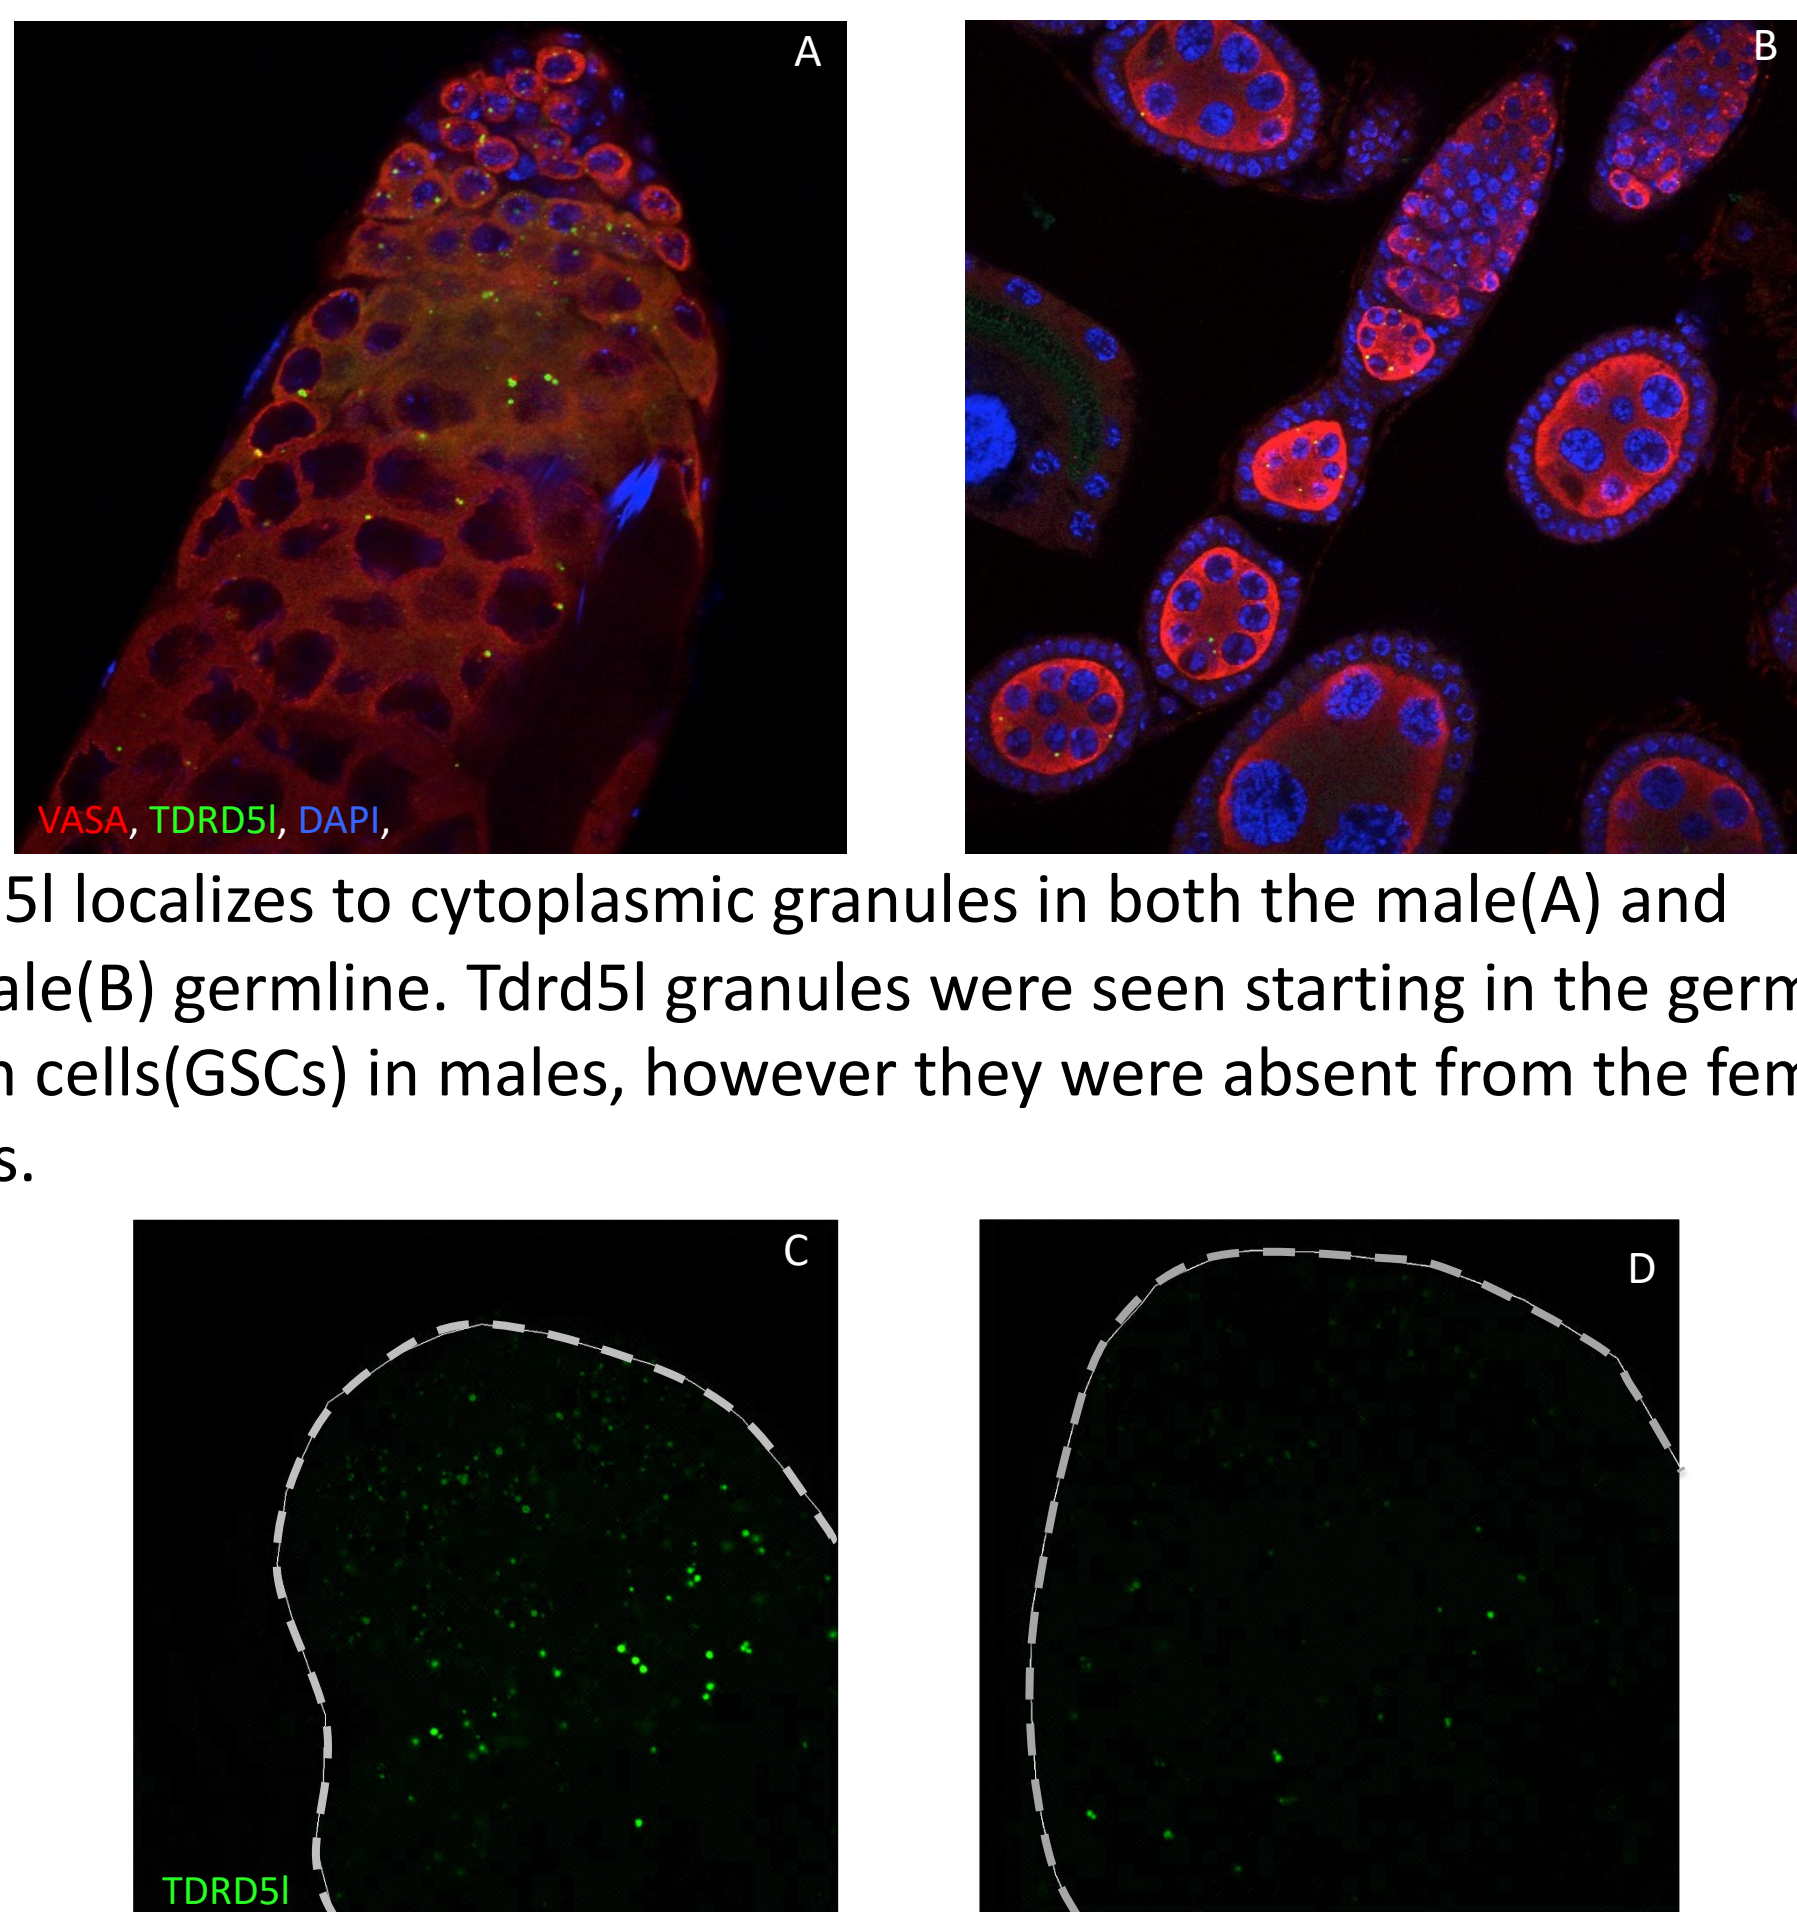 A
B
VASA, TDRD5l, DAPI,
5l localizes to cytoplasmic granules in both the male(A) and
ale(B) germline. Tdrd5l granules were seen starting in the germ
cells(GSCs) in males, however they were absent from the fem
s.
C
D
TDRD5l